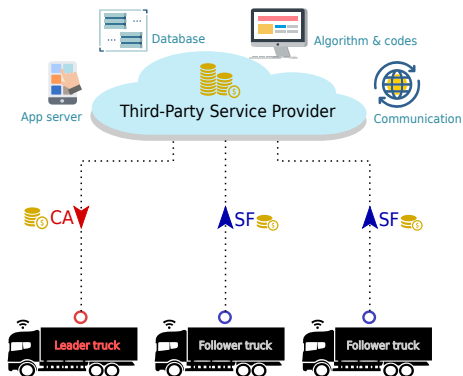 Database
Algorithm & codes
App server
Third-Party Service Provider
Communication
CA
SF
SF
Leader truck
Follower truck
Follower truck